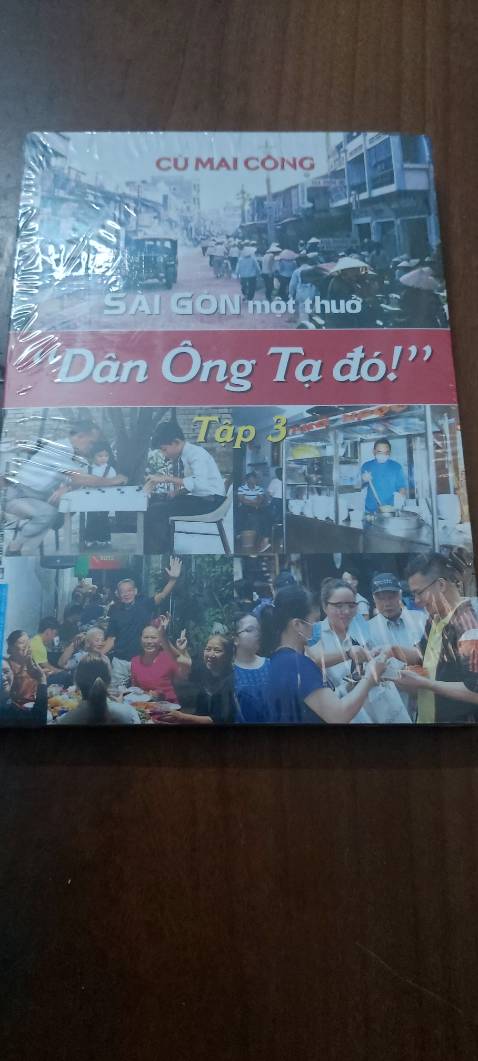 CÙ MAI CÔNG
SÀI GÒN một thuở
“Dân Ông Tạ đó!”
Tập 3